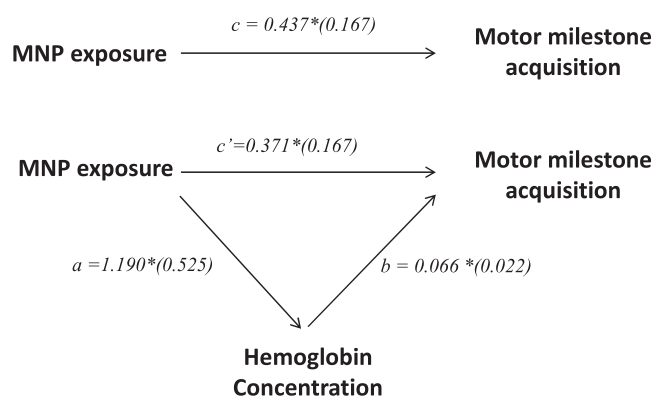 c = 0.437*(0.167)
MNP exposure
Motor milestone
acquisition
c’=0.371*(0.167)
MNP exposure
Motor milestone
acquisition
a =1.190*(0.525)
b = 0.066 *(0.022)
Hemoglobin
Concentration